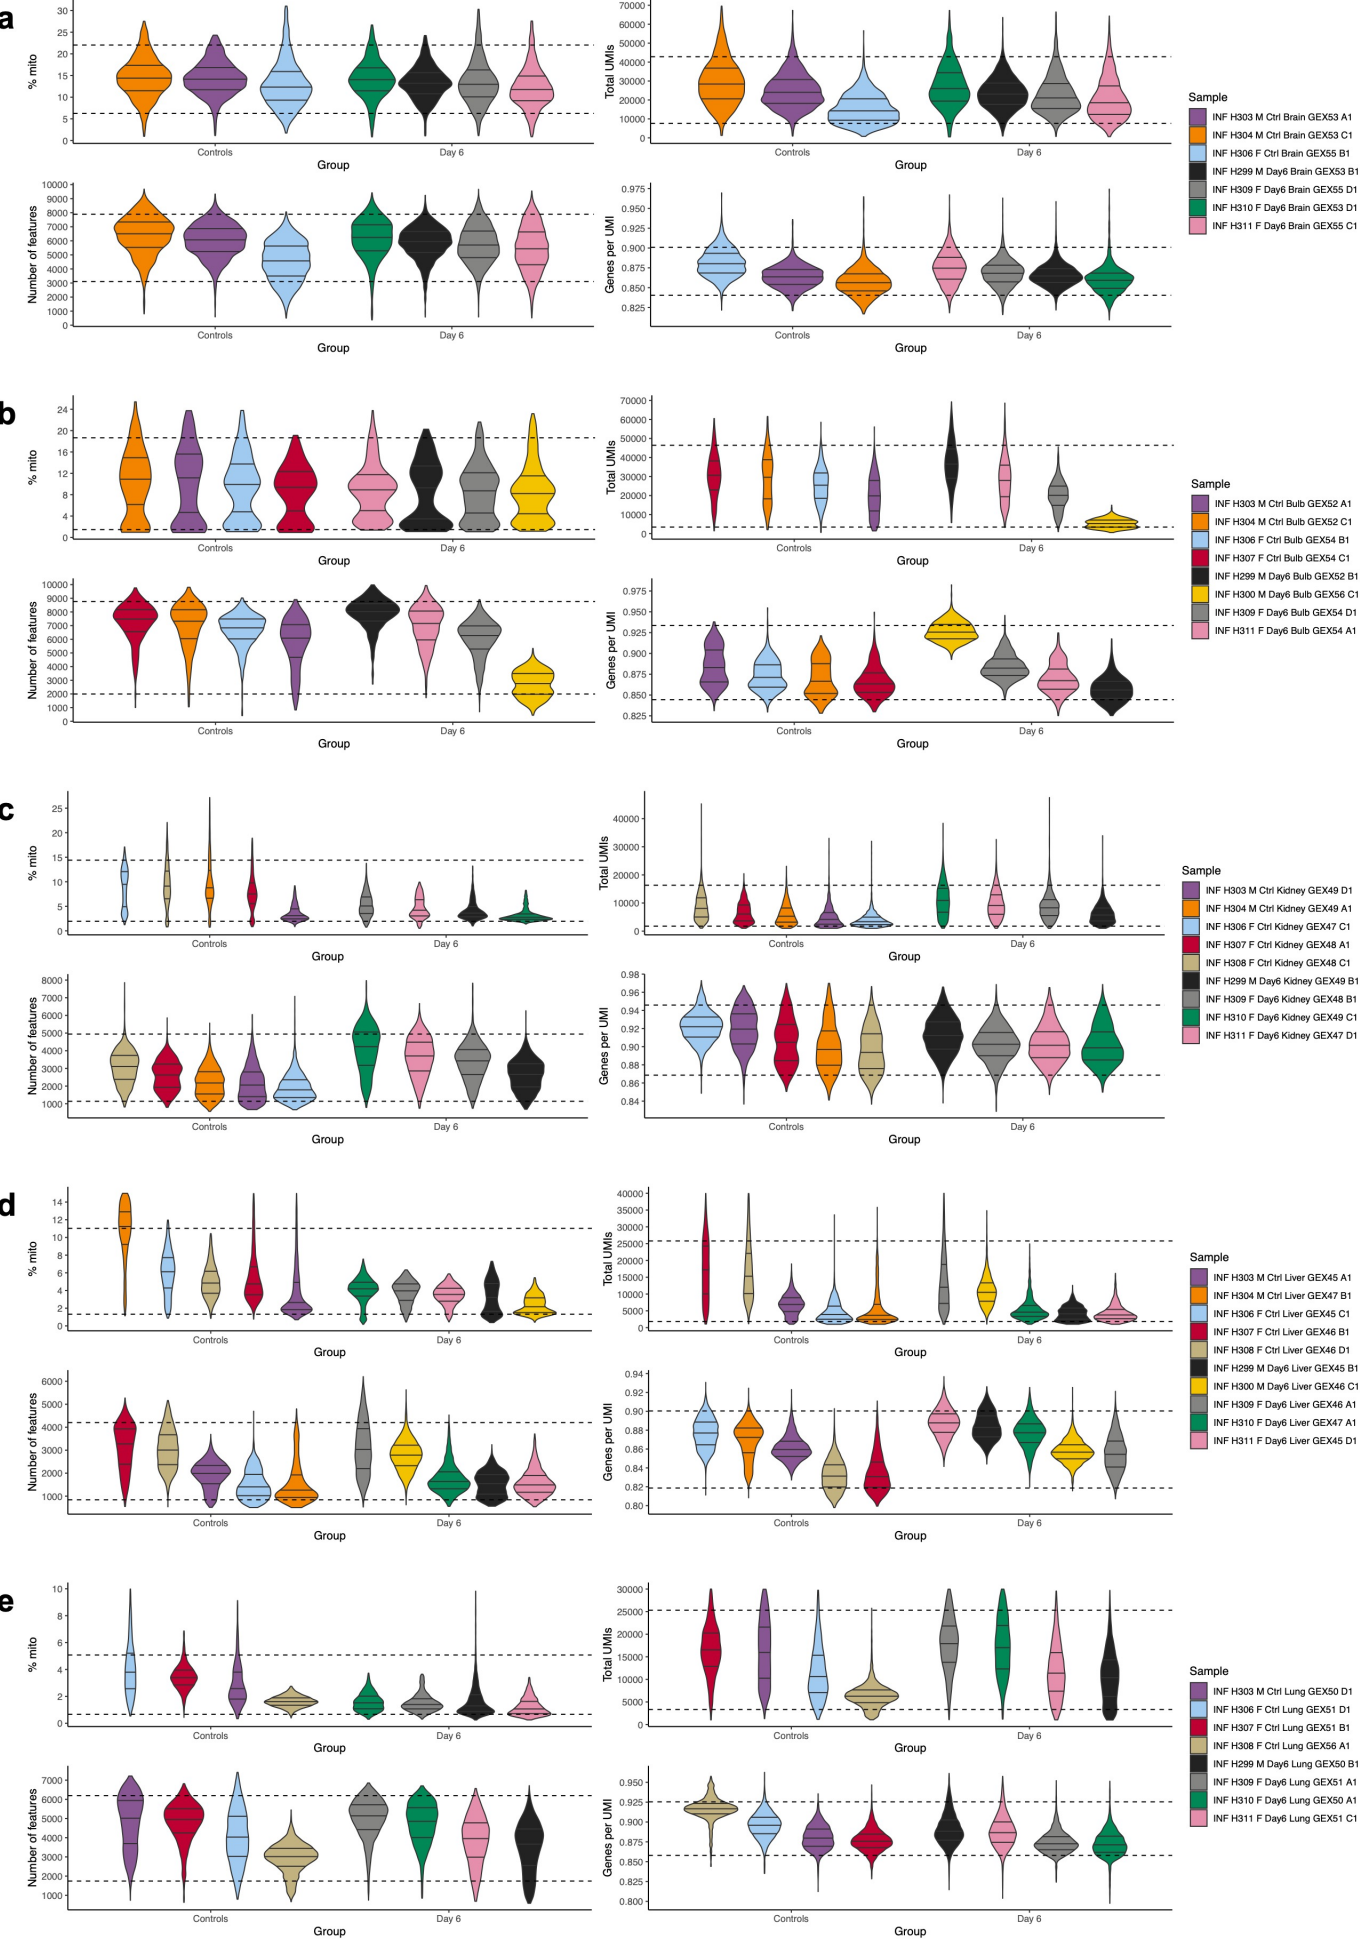 a
% mito
30
25
20
15
10
5
0
Controls
Day 6
Group
Total UMIs
70000
60000
50000
40000
30000
20000
10000
0
Controls
Day 6
Group
Number of features
10000
9000
8000
7000
6000
5000
4000
3000
2000
1000
0
Controls
Day 6
Group
Genes per UMI
0.975
0.950
0.925
0.900
0.875
0.850
0.825
Controls
Day 6
Group
Sample
INF H303 M Ctrl Brain GEX53 A1
INF H304 M Ctrl Brain GEX53 C1
INF H306 F Ctrl Brain GEX55 B1
INF H299 M Day6 Brain GEX53 B1
INF H309 F Day6 Brain GEX55 D1
INF H310 F Day6 Brain GEX53 D1
INF H311 F Day6 Brain GEX55 C1
b
% mito
24
20
16
12
8
4
0
Controls
Day 6
Group
Total UMIs
70000
60000
50000
40000
30000
20000
10000
0
Controls
Day 6
Group
Number of features
10000
9000
8000
7000
6000
5000
4000
3000
2000
1000
0
Controls
Day 6
Group
Genes per UMI
0.975
0.950
0.925
0.900
0.875
0.850
0.825
Controls
Day 6
Group
Sample
INF H303 M Ctrl Bulb GEX52 A1
INF H304 M Ctrl Bulb GEX52 C1
INF H306 F Ctrl Bulb GEX54 B1
INF H307 F Ctrl Bulb GEX54 C1
INF H299 M Day6 Bulb GEX52 B1
INF H300 M Day6 Bulb GEX56 C1
INF H309 F Day6 Bulb GEX54 D1
INF H311 F Day6 Bulb GEX54 A1
c
% mito
25
20
15
10
5
0
Controls
Day 6
Group
Total UMIs
40000
30000
20000
10000
0
Controls
Day 6
Group
Number of features
8000
7000
6000
5000
4000
3000
2000
1000
Controls
Day 6
Group
Genes per UMI
0.98
0.96
0.94
0.92
0.90
0.88
0.86
0.84
Controls
Day 6
Group
Sample
INF H303 M Ctrl Kidney GEX49 D1
INF H304 M Ctrl Kidney GEX49 A1
INF H306 F Ctrl Kidney GEX47 C1
INF H307 F Ctrl Kidney GEX48 A1
INF H308 F Ctrl Kidney GEX48 C1
INF H299 M Day6 Kidney GEX49 B1
INF H309 F Day6 Kidney GEX48 B1
INF H310 F Day6 Kidney GEX49 C1
INF H311 F Day6 Kidney GEX47 D1
d
% mito
14
12
10
8
6
4
2
0
Controls
Day 6
Group
Total UMIs
40000
35000
30000
25000
20000
15000
10000
5000
0
Controls
Day 6
Group
Number of features
6000
5000
4000
3000
2000
1000
Controls
Day 6
Group
Genes per UMI
0.94
0.92
0.90
0.88
0.86
0.84
0.82
0.80
Controls
Day 6
Group
Sample
INF H303 M Ctrl Liver GEX45 A1
INF H304 M Ctrl Liver GEX47 B1
INF H306 F Ctrl Liver GEX45 C1
INF H307 F Ctrl Liver GEX46 B1
INF H308 F Ctrl Liver GEX46 D1
INF H299 M Day6 Liver GEX45 B1
INF H300 M Day6 Liver GEX46 C1
INF H309 F Day6 Liver GEX46 A1
INF H310 F Day6 Liver GEX47 A1
INF H311 F Day6 Liver GEX45 D1
e
% mito
10
8
6
4
2
0
Controls
Day 6
Group
Total UMIs
30000
25000
20000
15000
10000
5000
0
Controls
Day 6
Group
Number of features
7000
6000
5000
4000
3000
2000
1000
Controls
Day 6
Group
Genes per UMI
0.950
0.925
0.900
0.875
0.850
0.825
0.800
Controls
Day 6
Group
Sample
INF H303 M Ctrl Lung GEX50 D1
INF H306 F Ctrl Lung GEX51 D1
INF H307 F Ctrl Lung GEX51 B1
INF H308 F Ctrl Lung GEX56 A1
INF H299 M Day6 Lung GEX50 B1
INF H309 F Day6 Lung GEX51 A1
INF H310 F Day6 Lung GEX50 A1
INF H311 F Day6 Lung GEX51 C1